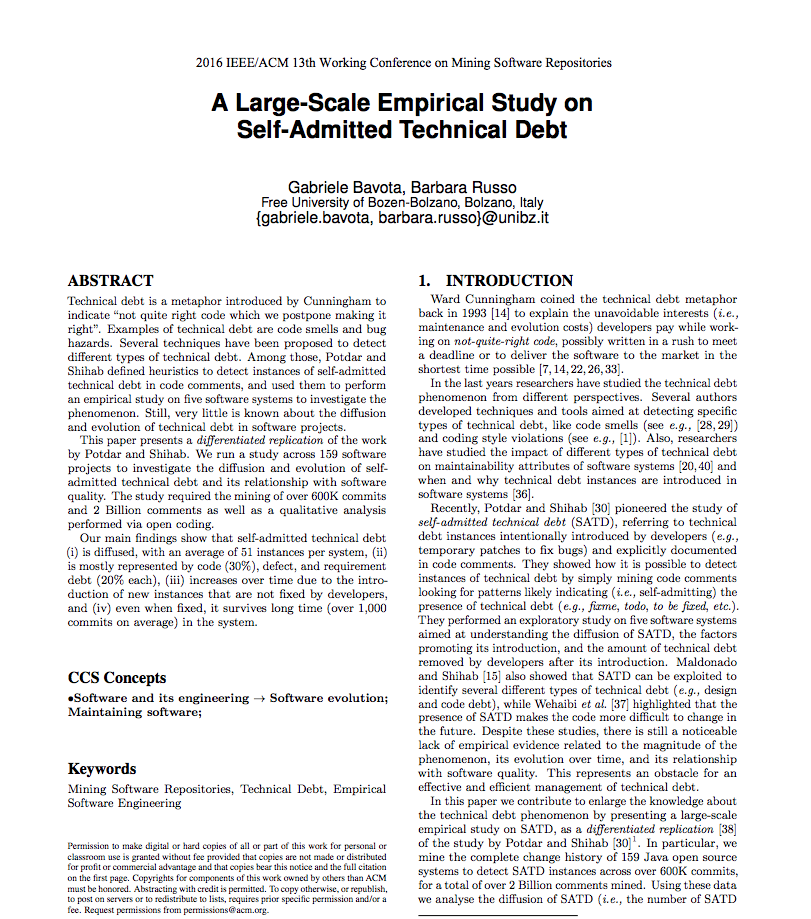 2016 IEEE/ACM 13th Working Conference on Mining Software Repositories
A Large-Scale Empirical Study on
Self-Admitted Technical Debt
Gabriele Bavota, Barbara Russo
Free University of Bozen-Bolzano, Bolzano, Italy
{gabriele.bavota, barbara.russo}@unibz.it
ABSTRACT
Technical debt is a metaphor introduced by Cunningham to
indicate “not quite right code which we postpone making it
right”. Examples of technical debt are code smells and bug
hazards. Several techniques have been proposed to detect
different types of technical debt. Among those, Potdar and
Shihab defined heuristics to detect instances of self-admitted
technical debt in code comments, and used them to perform
an empirical study on five software systems to investigate the
phenomenon. Still, very little is known about the diffusion
and evolution of technical debt in software projects.
This paper presents a differentiated replication of the work
by Potdar and Shihab. We run a study across 159 software
projects to investigate the diffusion and evolution of self-
admitted technical debt and its relationship with software
quality. The study required the mining of over 600K commits
and 2 Billion comments as well as a qualitative analysis
performed via open coding.
Our main findings show that self-admitted technical debt
(i) is diffused, with an average of 51 instances per system, (ii)
is mostly represented by code (30%), defect, and requirement
debt (20% each), (iii) increases over time due to the intro-
duction of new instances that are not fixed by developers,
and (iv) even when fixed, it survives long time (over 1,000
commits on average) in the system.
CCS Concepts
•Software and its engineering → Software evolution;
Maintaining software;
Keywords
Mining Software Repositories, Technical Debt, Empirical
Software Engineering
Permission to make digital or hard copies of all or part of this work for personal or
classroom use is granted without fee provided that copies are not made or distributed
for profit or commercial advantage and that copies bear this notice and the full citation
on the first page. Copyrights for components of this work owned by others than ACM
must be honored. Abstracting with credit is permitted. To copy otherwise, or republish,
to post on servers or to redistribute to lists, requires prior specific permission and/or a
fee. Request permissions from permissions@acm.org.
1. INTRODUCTION
Ward Cunningham coined the technical debt metaphor
back in 1993 [14] to explain the unavoidable interests (i.e.,
maintenance and evolution costs) developers pay while work-
ing on not-quite-right code, possibly written in a rush to meet
a deadline or to deliver the software to the market in the
shortest time possible [7,14,22,26,33].
In the last years researchers have studied the technical debt
phenomenon from different perspectives. Several authors
developed techniques and tools aimed at detecting specific
types of technical debt, like code smells (see e.g., [28,29])
and coding style violations (see e.g., [1]). Also, researchers
have studied the impact of different types of technical debt
on maintainability attributes of software systems [20,40] and
when and why technical debt instances are introduced in
software systems [36].
Recently, Potdar and Shihab [30] pioneered the study of
self-admitted technical debt (SATD), referring to technical
debt instances intentionally introduced by developers (e.g.,
temporary patches to fix bugs) and explicitly documented
in code comments. They showed how it is possible to detect
instances of technical debt by simply mining code comments
looking for patterns likely indicating (i.e., self-admitting) the
presence of technical debt (e.g., fixme, todo, to be fixed, etc.).
They performed an exploratory study on five software systems
aimed at understanding the diffusion of SATD, the factors
promoting its introduction, and the amount of technical debt
removed by developers after its introduction. Maldonado
and Shihab [15] also showed that SATD can be exploited to
identify several different types of technical debt (e.g., design
and code debt), while Wehaibi et al. [37] highlighted that the
presence of SATD makes the code more difficult to change in
the future. Despite these studies, there is still a noticeable
lack of empirical evidence related to the magnitude of the
phenomenon, its evolution over time, and its relationship
with software quality. This represents an obstacle for an
effective and efficient management of technical debt.
In this paper we contribute to enlarge the knowledge about
the technical debt phenomenon by presenting a large-scale
empirical study on SATD, as a differentiated replication [38]
of the study by Potdar and Shihab [30]¹. In particular, we
mine the complete change history of 159 Java open source
systems to detect SATD instances across over 600K commits,
for a total of over 2 Billion comments mined. Using these data
we analyse the diffusion of SATD (i.e., the number of SATD